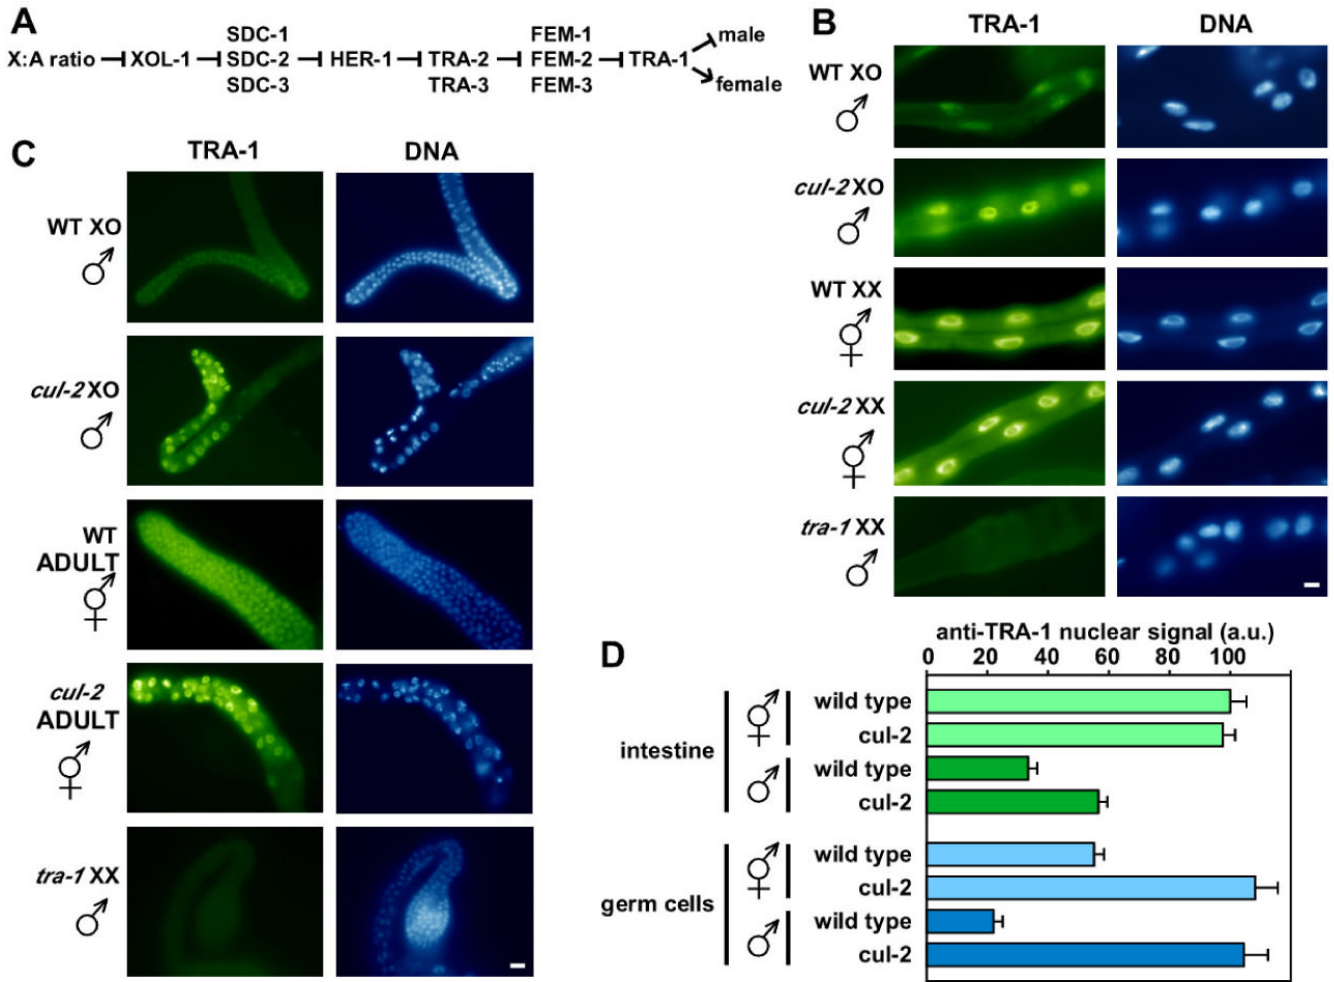 A
SDC-1 FEM-1
X:A ratio XOL-1 SDC-2 HER-1 TRA-2 FEM-2 TRA-1 male
SDC-3 TRA-3 FEM-3 female
B
TRA-1 DNA
WT XO
cul-2 XO
WT XX
cul-2 XX
tra-1 XX
C
TRA-1 DNA
WT XO
cul-2 XO
WT
ADULT
cul-2
ADULT
tra-1 XX
D
anti-TRA-1 nuclear signal (a.u.)
0 20 40 60 80 100
intestine
wild type
cul-2
wild type
cul-2
germ cells
wild type
cul-2
wild type
cul-2